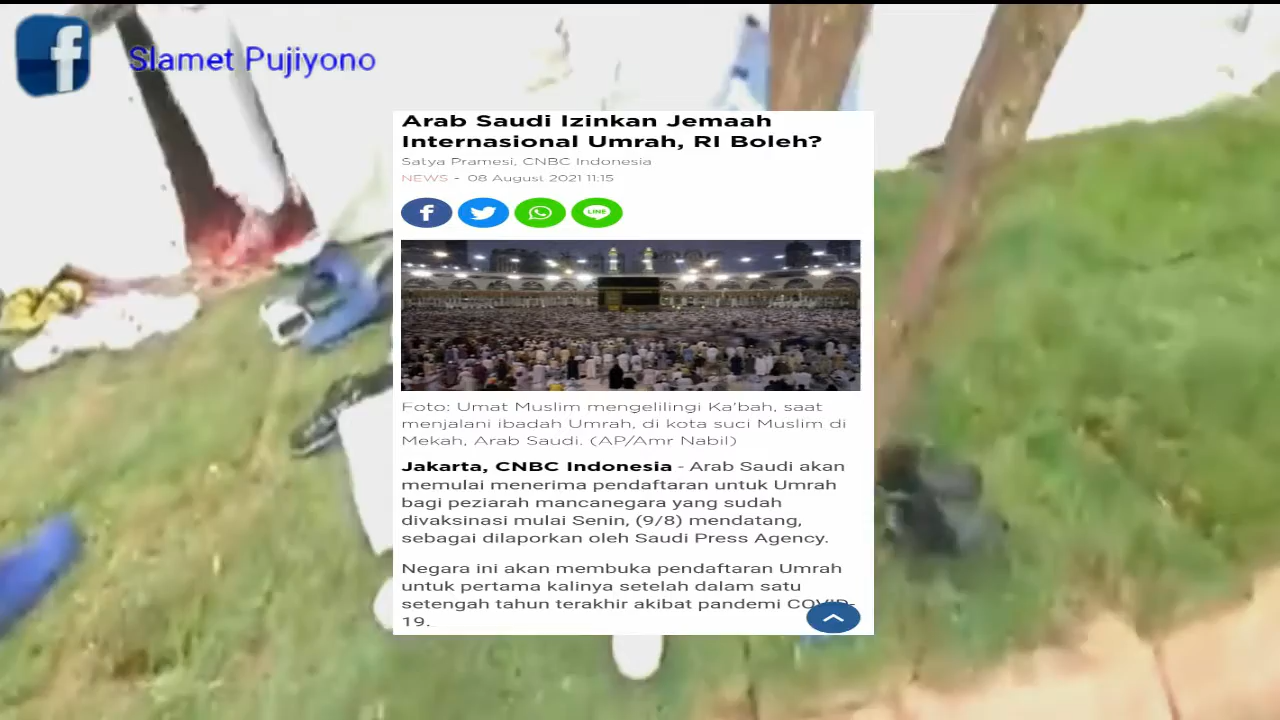 Slamet Pujiyono
Arab Saudi Izinkan Jemaah
Internasional Umrah, RI Boleh?
Satya Pramesi, CNBC Indonesia
NEWS - 08 August 2021 11:15
LINE
Foto: Umat Muslim mengelilingi Ka'bah, saat
menjalani ibadah Umrah, di kota suci Muslim di
Mekah, Arab Saudi. (AP/Amr Nabil)
Jakarta, CNBC Indonesia - Arab Saudi akan
memulai menerima pendaftaran untuk Umrah
bagi peziarah mancanegara yang sudah
divaksinasi mulai Senin, (9/8) mendatang,
sebagai dilaporkan oleh Saudi Press Agency.
Negara ini akan membuka pendaftaran Umrah
untuk pertama kalinya setelah dalam satu
setengah tahun terakhir akibat pandemi COVID-
19.